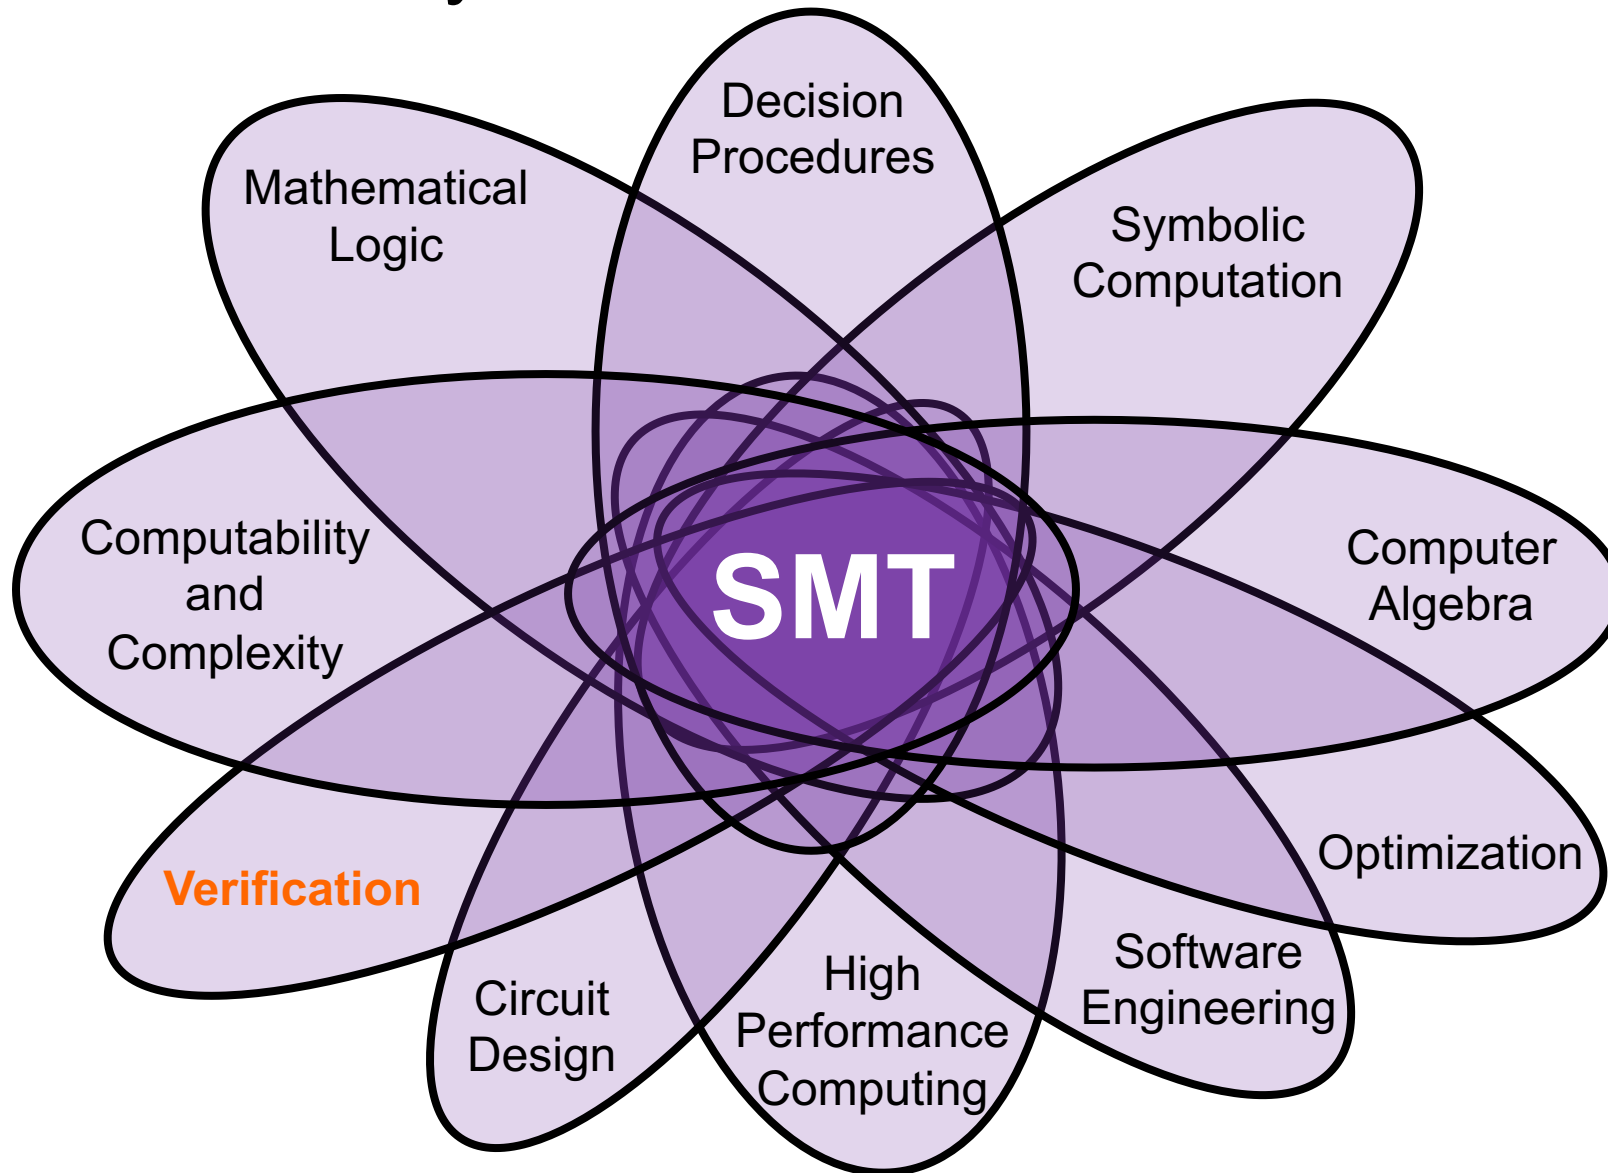 Decision
Procedures
Mathematical
Logic
Symbolic
Computation
Computability
and
Complexity
SMT
Computer
Algebra
Verification
Optimization
Circuit
Design
High
Performance
Computing
Software
Engineering